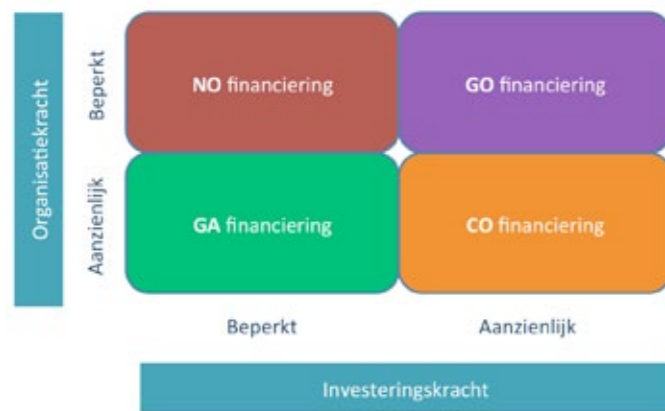 Organisatiekracht
Beperkt
NO financiering
GO financiering
Aanzienlijk
GA financiering
CO financiering
Beperkt
Aanzienlijk
Investeringskracht